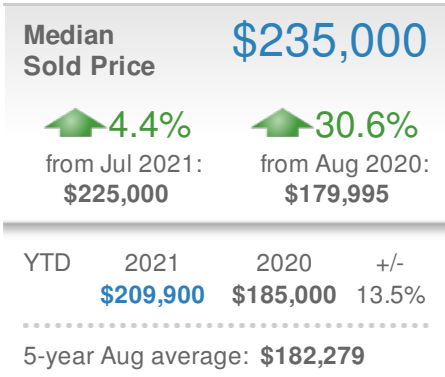 Median $235,000
Sold Price
4.4% 30.6%
from Jul 2021: from Aug 2020:
$225,000 $179,995
YTD 2021 2020 +/-
$209,900 $185,000 13.5%
5-year Aug average: $182,279